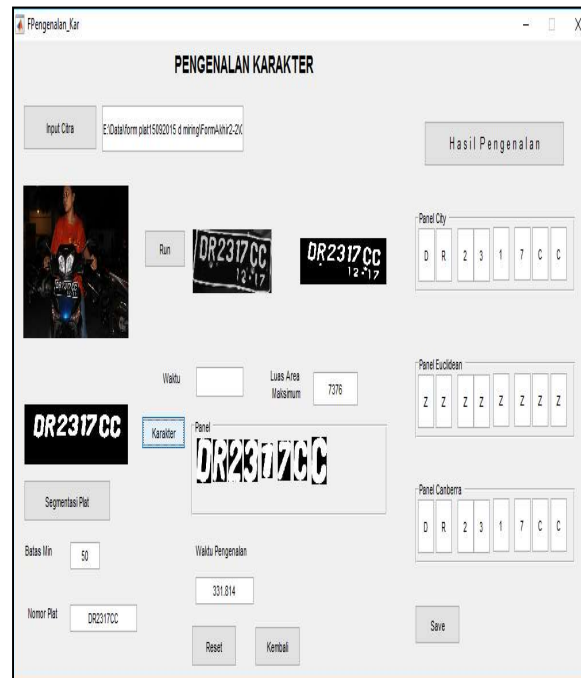 FPengenalan_Kar
PENGENALAN KARAKTER
Input Citra
E:\Data\form plat15092015 d miring\FormAkhir2-2\C
Hasil Pengenalan
Run
DR2317CC
12-17
DR2317CC
12-17
Panel City
D R 2 3 1 7 C C
Waktu
Luas Area
Maksimum
7376
Panel Euclidean
Z Z Z Z Z Z Z Z
DR2317CC
Karakter
Panel
DR2317CC
Segmentasi Plat
Panel Canberra
D R 2 3 1 7 C C
Batas Min
50
Waktu Pengenalan
331.814
Nomor Plat
DR2317CC
Reset
Kembali
Save